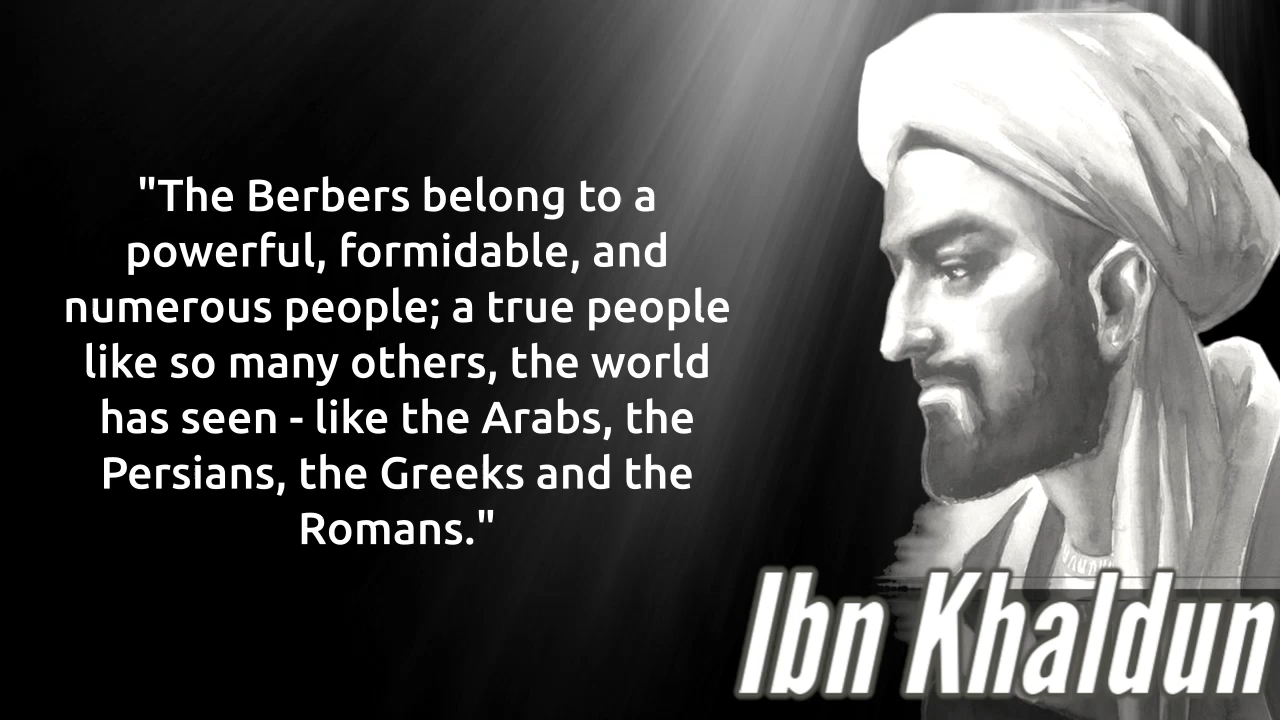 "The Berbers belong to a
powerful, formidable, and
numerous people; a true people
like so many others, the world
has seen - like the Arabs, the
Persians, the Greeks and the
Romans."
Ibn Khaldun